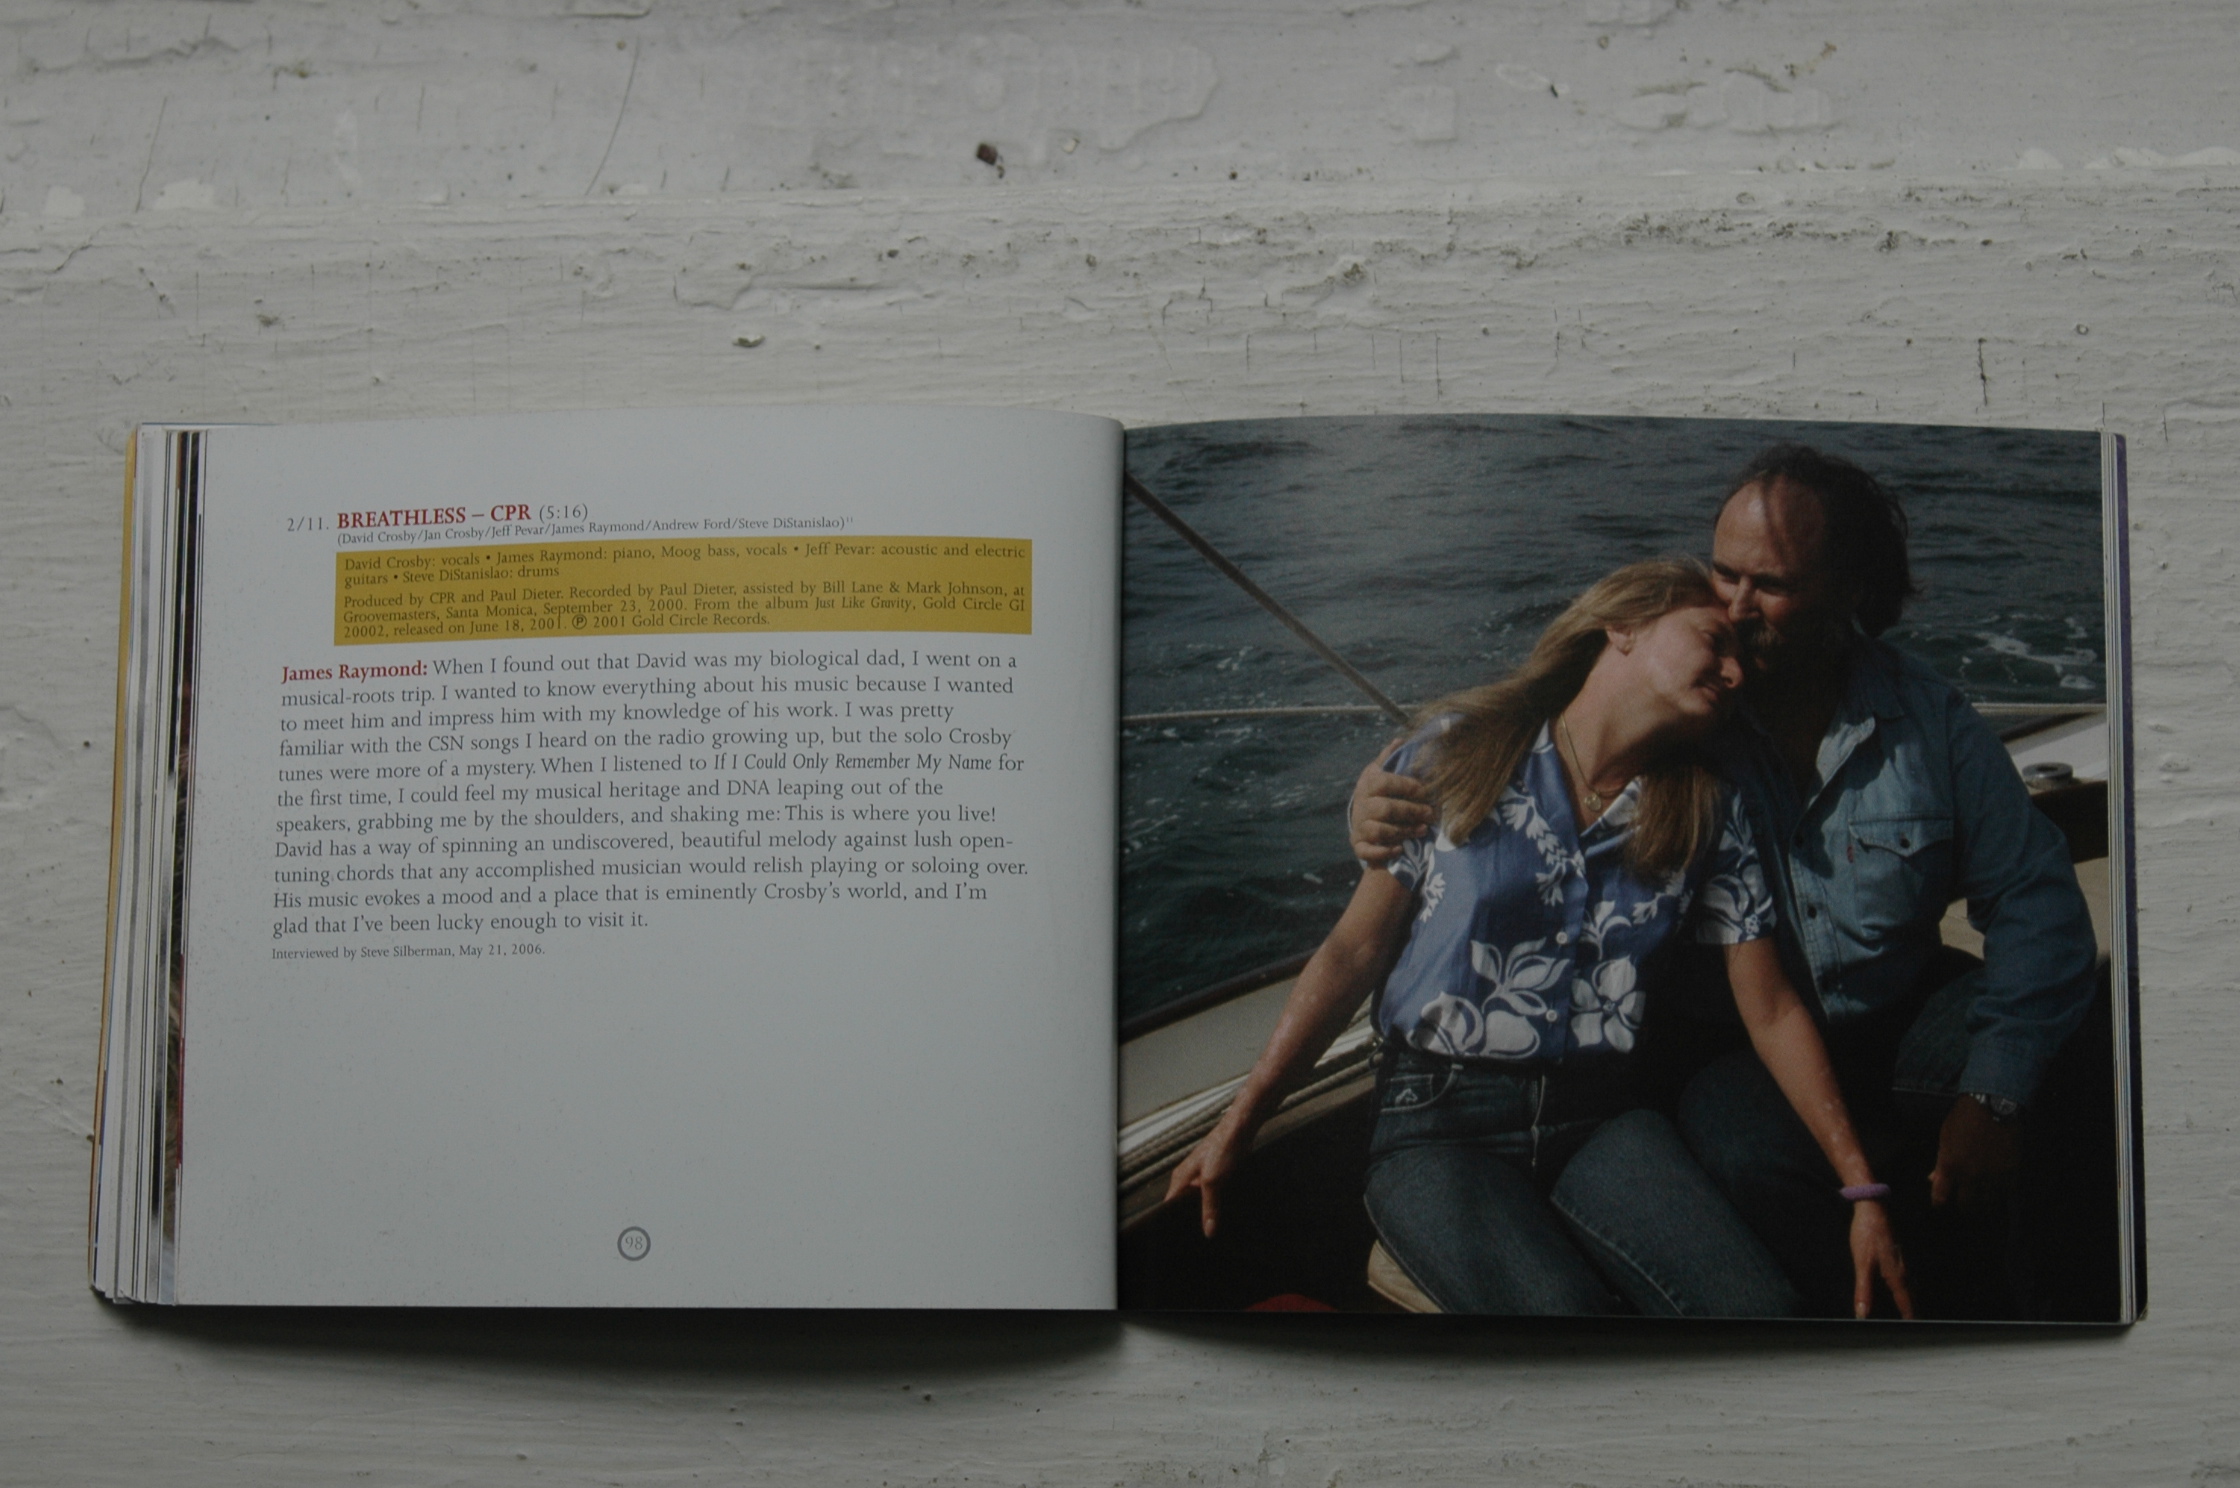 2/11. BREATHLESS – CPR (5:16)
(David Crosby/Jan Crosby/Jeff Pevar/James Raymond/Andrew Ford/Steve DiStanislao)¹¹
David Crosby: vocals • James Raymond: piano, Moog bass, vocals • Jeff Pevar: acoustic and electric
guitars • Steve DiStanislao: drums
Produced by CPR and Paul Dieter. Recorded by Paul Dieter, assisted by Bill Lane & Mark Johnson, at
Groovemasters, Santa Monica, September 23, 2000. From the album Just Like Gravity, Gold Circle GI
20002, released on June 18, 2001. ℗ 2001 Gold Circle Records.
James Raymond: When I found out that David was my biological dad, I went on a
musical-roots trip. I wanted to know everything about his music because I wanted
to meet him and impress him with my knowledge of his work. I was pretty
familiar with the CSN songs I heard on the radio growing up, but the solo Crosby
tunes were more of a mystery. When I listened to If I Could Only Remember My Name for
the first time, I could feel my musical heritage and DNA leaping out of the
speakers, grabbing me by the shoulders, and shaking me: This is where you live!
David has a way of spinning an undiscovered, beautiful melody against lush open-
tuning chords that any accomplished musician would relish playing or soloing over.
His music evokes a mood and a place that is eminently Crosby's world, and I'm
glad that I've been lucky enough to visit it.
Interviewed by Steve Silberman, May 21, 2006.
98